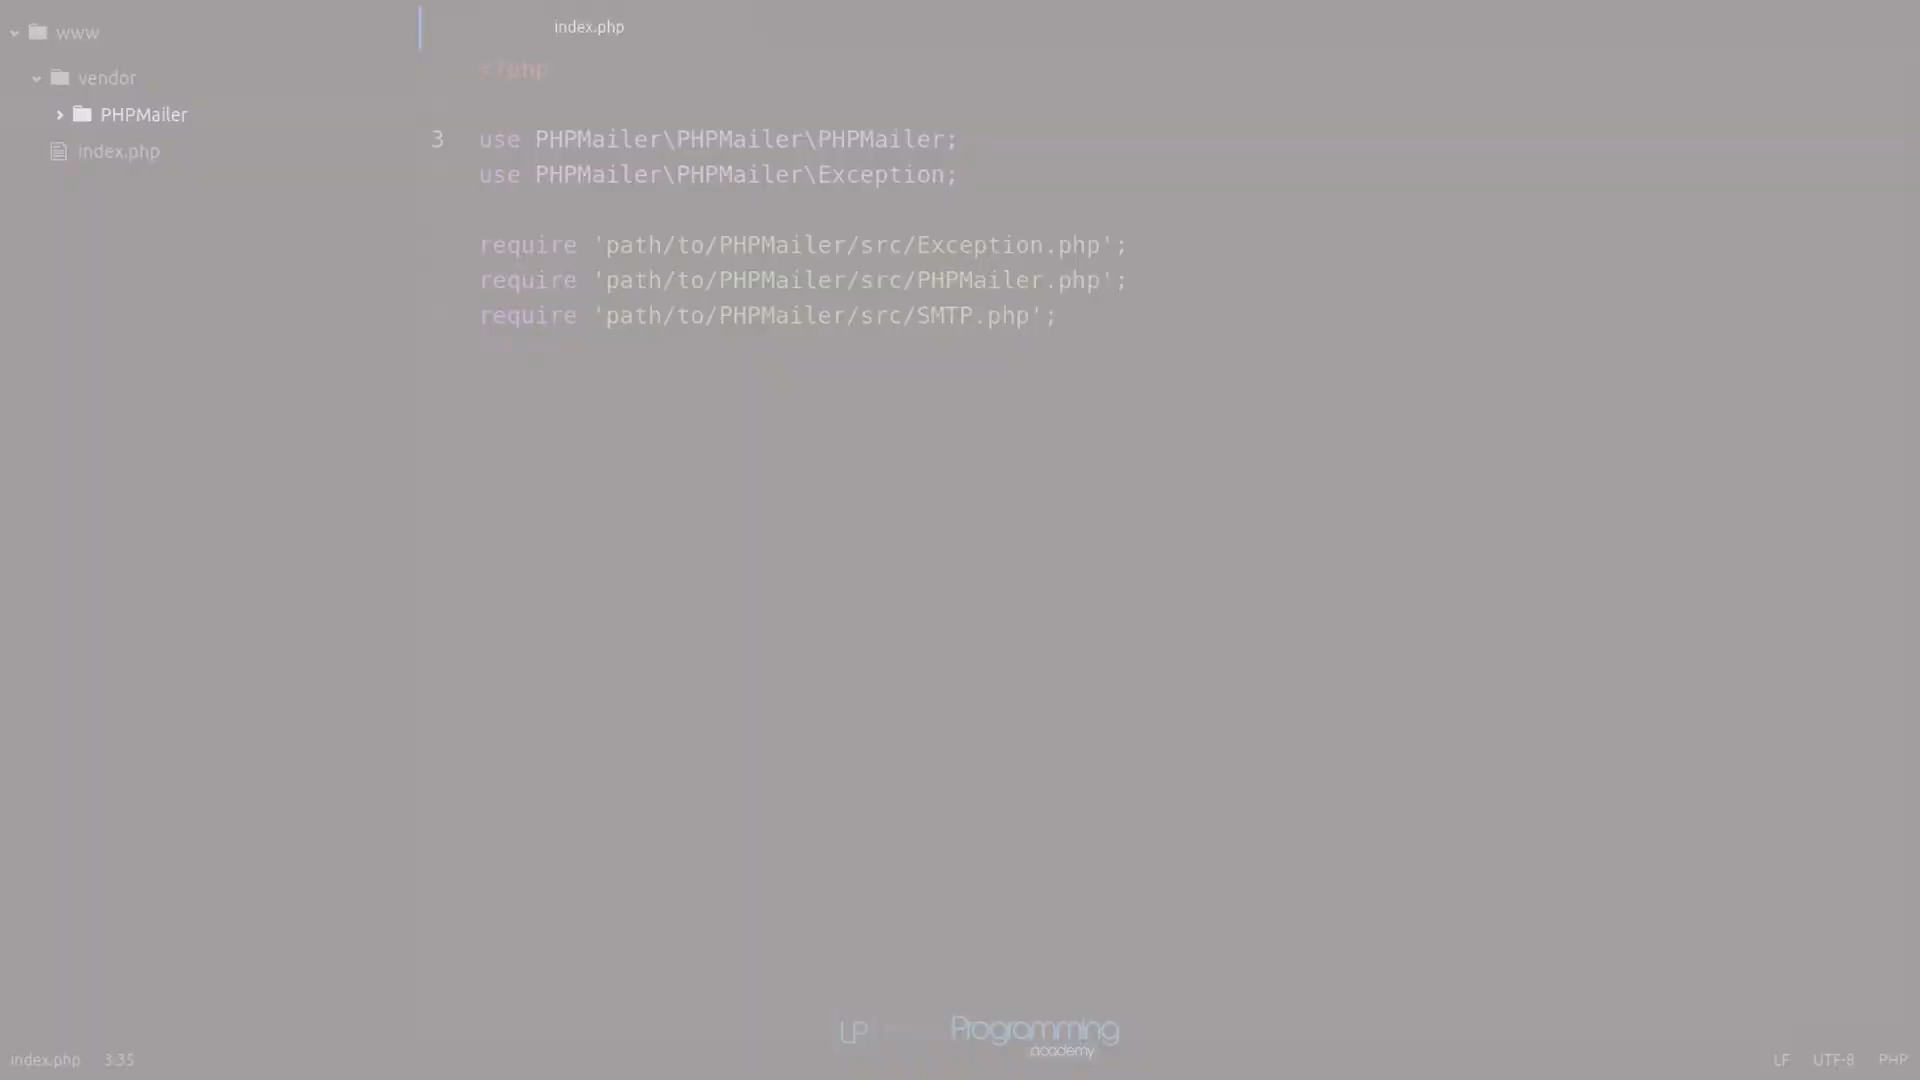 www
vendor
PHPMailer
index.php
index.php
<?php
3 use PHPMailer\PHPMailer\PHPMailer;
use PHPMailer\PHPMailer\Exception;
require 'path/to/PHPMailer/src/Exception.php';
require 'path/to/PHPMailer/src/PHPMailer.php';
require 'path/to/PHPMailer/src/SMTP.php';
LP
Programming
academy
index.php 3:35
LF UTF-8 PHP